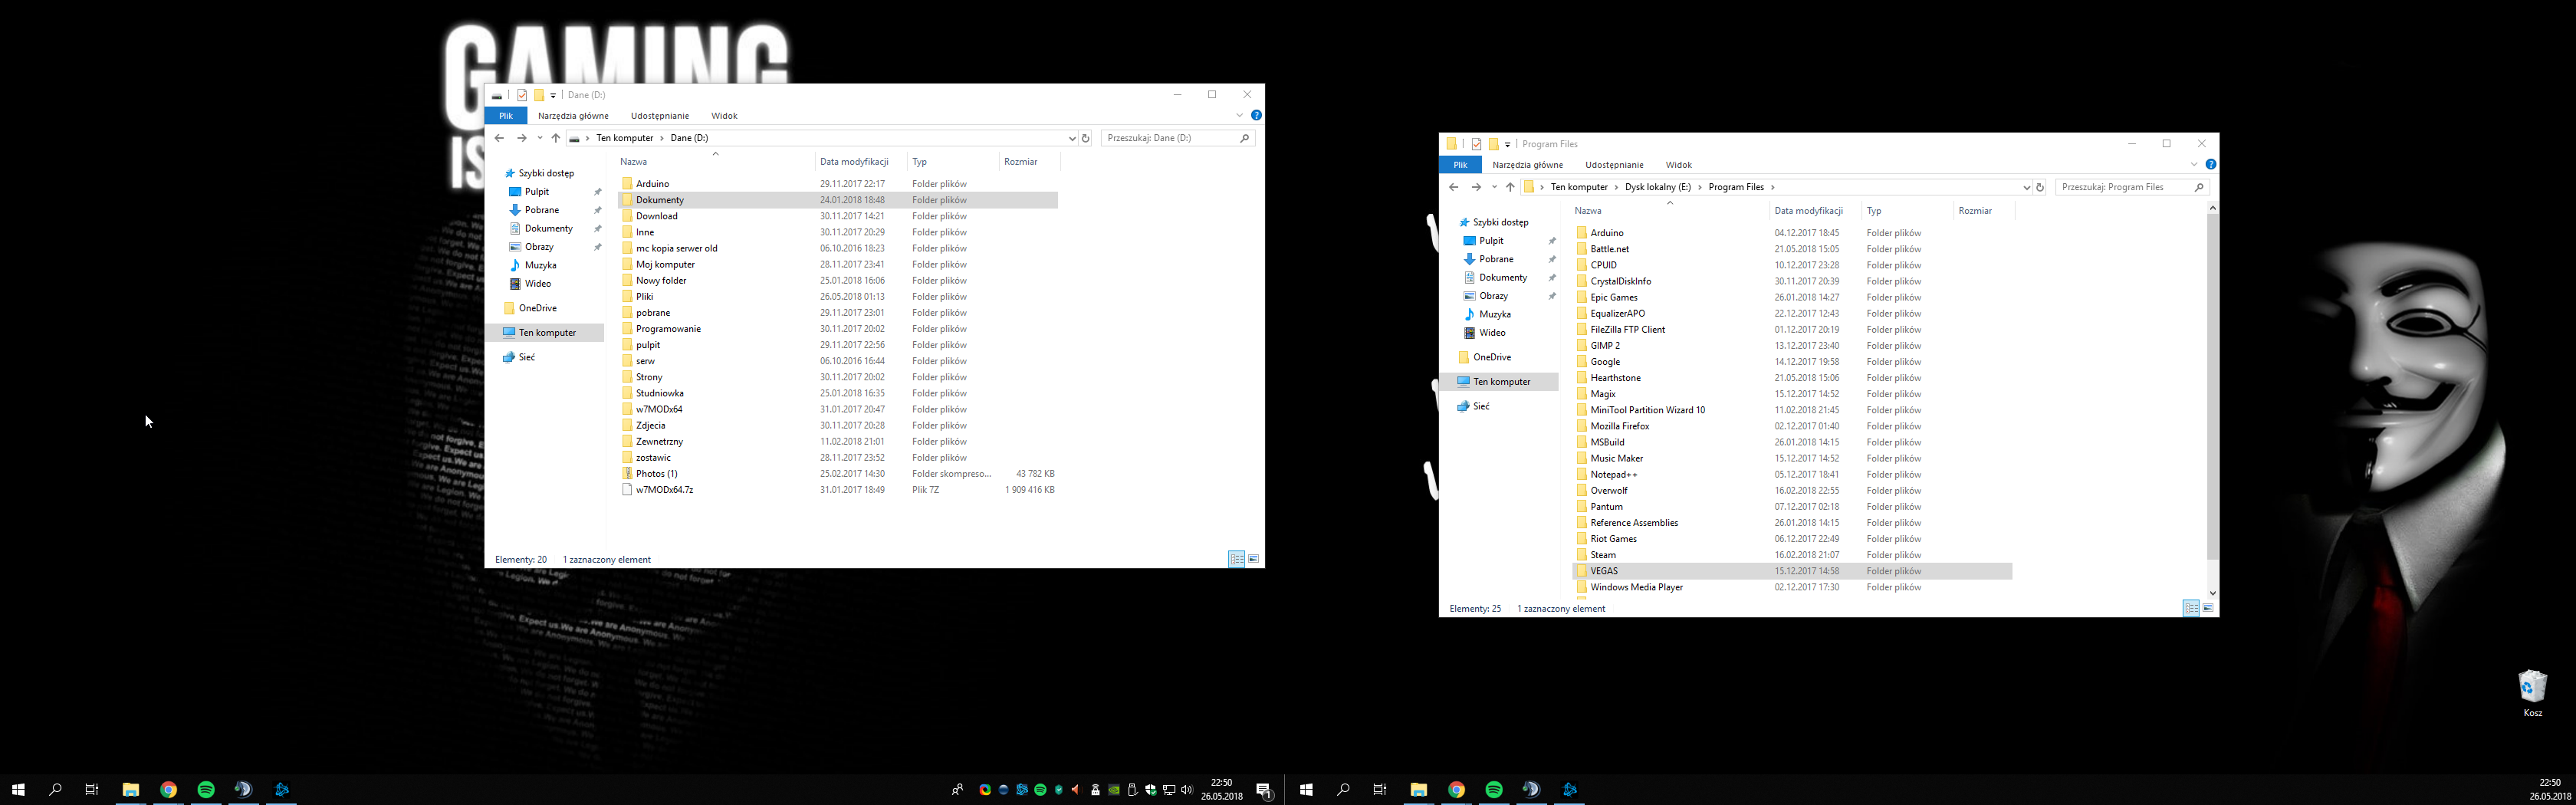 GAMING
IS
Dane (D:)
Plik Narzędzia główne Udostępnianie Widok
Ten komputer Dane (D:) Przeszukaj: Dane (D:)
Nazwa Data modyfikacji Typ Rozmiar
Szybki dostęp
Pulpit
Pobrane
Dokumenty
Obrazy
Muzyka
Wideo
OneDrive
Ten komputer
Sieć
Arduino 29.11.2017 22:17 Folder plików
Dokumenty 24.01.2018 18:48 Folder plików
Download 30.11.2017 14:21 Folder plików
Inne 30.11.2017 20:29 Folder plików
mc kopia serwer old 06.10.2016 18:23 Folder plików
Moj komputer 28.11.2017 23:41 Folder plików
Nowy folder 25.01.2018 16:06 Folder plików
Pliki 26.05.2018 01:13 Folder plików
pobrane 29.11.2017 23:01 Folder plików
Programowanie 30.11.2017 20:02 Folder plików
pulpit 29.11.2017 22:56 Folder plików
serw 06.10.2016 16:44 Folder plików
Strony 30.11.2017 20:02 Folder plików
Studniowka 25.01.2018 16:35 Folder plików
w7MODx64 31.01.2017 20:47 Folder plików
Zdjecia 30.11.2017 20:28 Folder plików
Zewnetrzny 11.02.2018 21:01 Folder plików
zostawic 28.11.2017 23:52 Folder plików
Photos (1) 25.02.2017 14:30 Folder skompreso... 43 782 KB
w7MODx64.7z 31.01.2017 18:49 Plik 7Z 1 909 416 KB
Elementy: 20 1 zaznaczony element
Program Files
Plik Narzędzia główne Udostępnianie Widok
Ten komputer Dysk lokalny (E:) Program Files Przeszukaj: Program Files
Nazwa Data modyfikacji Typ Rozmiar
Szybki dostęp
Pulpit
Pobrane
Dokumenty
Obrazy
Muzyka
Wideo
OneDrive
Ten komputer
Sieć
Arduino 04.12.2017 18:45 Folder plików
Battle.net 21.05.2018 15:05 Folder plików
CPUID 10.12.2017 23:28 Folder plików
CrystalDiskInfo 30.11.2017 20:39 Folder plików
Epic Games 26.01.2018 14:27 Folder plików
EqualizerAPO 22.12.2017 12:43 Folder plików
FileZilla FTP Client 01.12.2017 20:19 Folder plików
GIMP 2 13.12.2017 23:40 Folder plików
Google 14.12.2017 19:58 Folder plików
Hearthstone 21.05.2018 15:06 Folder plików
Magix 15.12.2017 14:52 Folder plików
MiniTool Partition Wizard 10 11.02.2018 21:45 Folder plików
Mozilla Firefox 02.12.2017 01:40 Folder plików
MSBuild 26.01.2018 14:15 Folder plików
Music Maker 15.12.2017 14:52 Folder plików
Notepad++ 05.12.2017 18:41 Folder plików
Overwolf 16.02.2018 22:55 Folder plików
Pantum 07.12.2017 02:18 Folder plików
Reference Assemblies 26.01.2018 14:15 Folder plików
Riot Games 06.12.2017 22:49 Folder plików
Steam 16.02.2018 21:07 Folder plików
VEGAS 15.12.2017 14:58 Folder plików
Windows Media Player 02.12.2017 17:30 Folder plików
Elementy: 25 1 zaznaczony element
Kosz
22:50
26.05.2018
1
22:50
26.05.2018